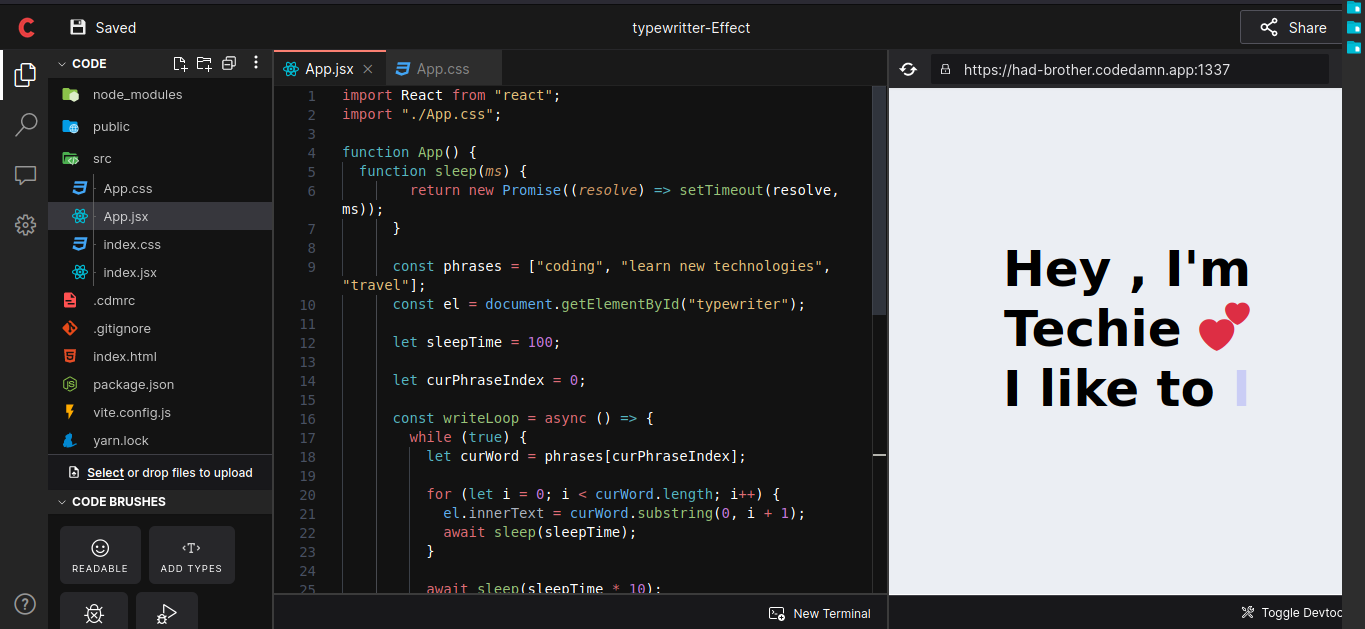 Saved
typewritter-Effect
Share
CODE
node_modules
public
src
App.css
App.jsx
index.css
index.jsx
.cdmrc
.gitignore
index.html
package.json
vite.config.js
yarn.lock
Select or drop files to upload
CODE BRUSHES
READABLE
<T>
ADD TYPES
App.jsx
App.css
1 import React from "react";
2 import "./App.css";
3
4 function App() {
5 function sleep(ms) {
6 return new Promise((resolve) => setTimeout(resolve,
ms));
7 }
8
9 const phrases = ["coding", "learn new technologies",
"travel"];
10 const el = document.getElementById("typewriter");
11
12 let sleepTime = 100;
13
14 let curPhraseIndex = 0;
15
16 const writeLoop = async () => {
17 while (true) {
18 let curWord = phrases[curPhraseIndex];
19
20 for (let i = 0; i < curWord.length; i++) {
21 el.innerText = curWord.substring(0, i + 1);
22 await sleep(sleepTime);
23 }
24
25 await sleep(sleepTime * 10);
New Terminal
https://had-brother.codedamn.app:1337
Hey , I'm
Techie 💕
I like to |
Toggle Devtoo